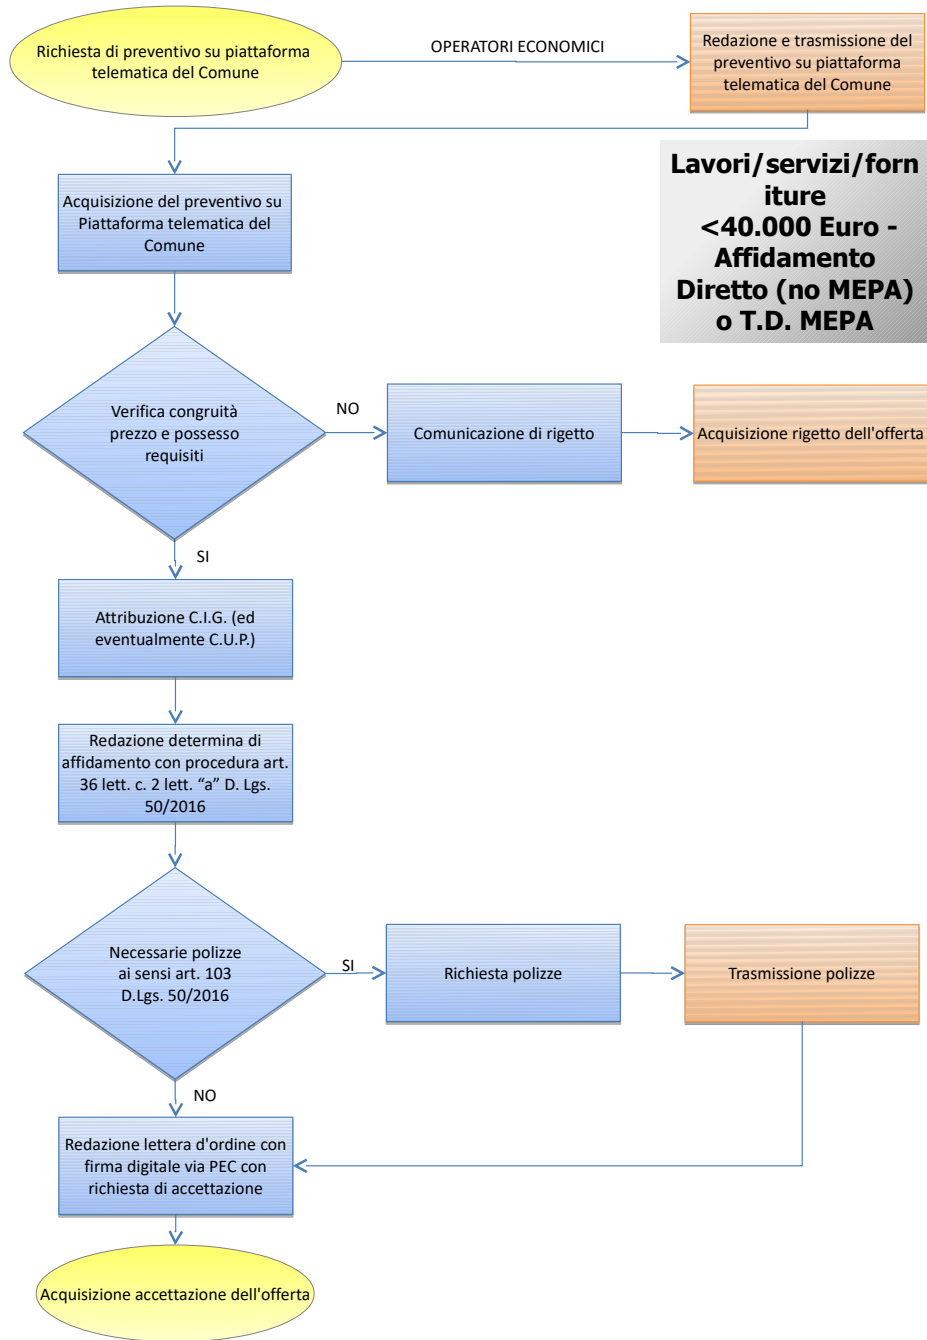 Richiesta di preventivo su piattaforma
telematica del Comune
OPERATORI ECONOMICI
Redazione e trasmissione del
preventivo su piattaforma
telematica del Comune
Lavori/servizi/forn
iture
<40.000 Euro -
Affidamento
Diretto (no MEPA)
o T.D. MEPA
Acquisizione del preventivo su
Piattaforma telematica del
Comune
Verifica congruità
prezzo e possesso
requisiti
NO
Comunicazione di rigetto
Acquisizione rigetto dell'offerta
SI
Attribuzione C.I.G. (ed
eventualmente C.U.P.)
Redazione determina di
affidamento con procedura art.
36 lett. c. 2 lett. “a” D. Lgs.
50/2016
Necessarie polizze
ai sensi art. 103
D.Lgs. 50/2016
SI
Richiesta polizze
Trasmissione polizze
NO
Redazione lettera d'ordine con
firma digitale via PEC con
richiesta di accettazione
Acquisizione accettazione dell'offerta